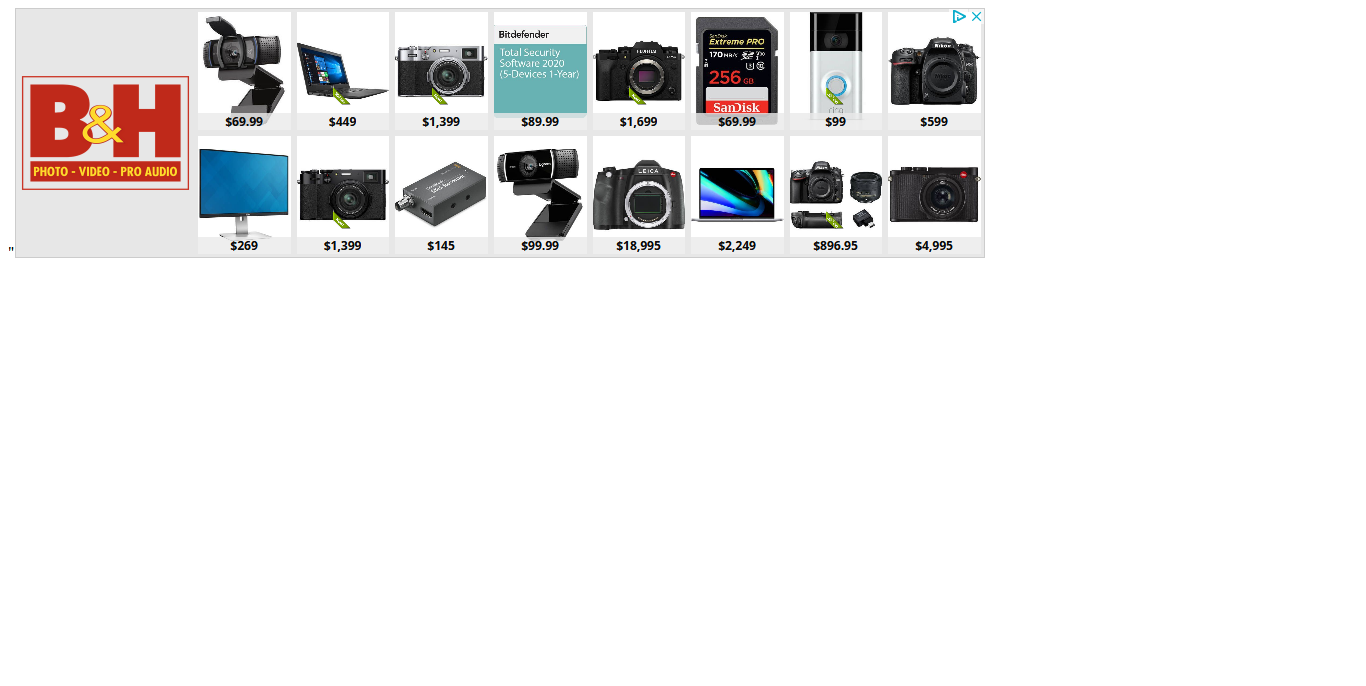 B&H
PHOTO - VIDEO - PRO AUDIO
$69.99
$449
$1,399
Bitdefender
Total Security
Software 2020
(5-Devices 1-Year)
$89.99
FUJIFILM
$1,699
SanDisk
Extreme PRO
170 MB/s
256 GB
SanDisk
$69.99
ring
$99
Nikon
$599
$269
$1,399
$145
$99.99
LEICA
$18,995
$2,249
$896.95
$4,995
"